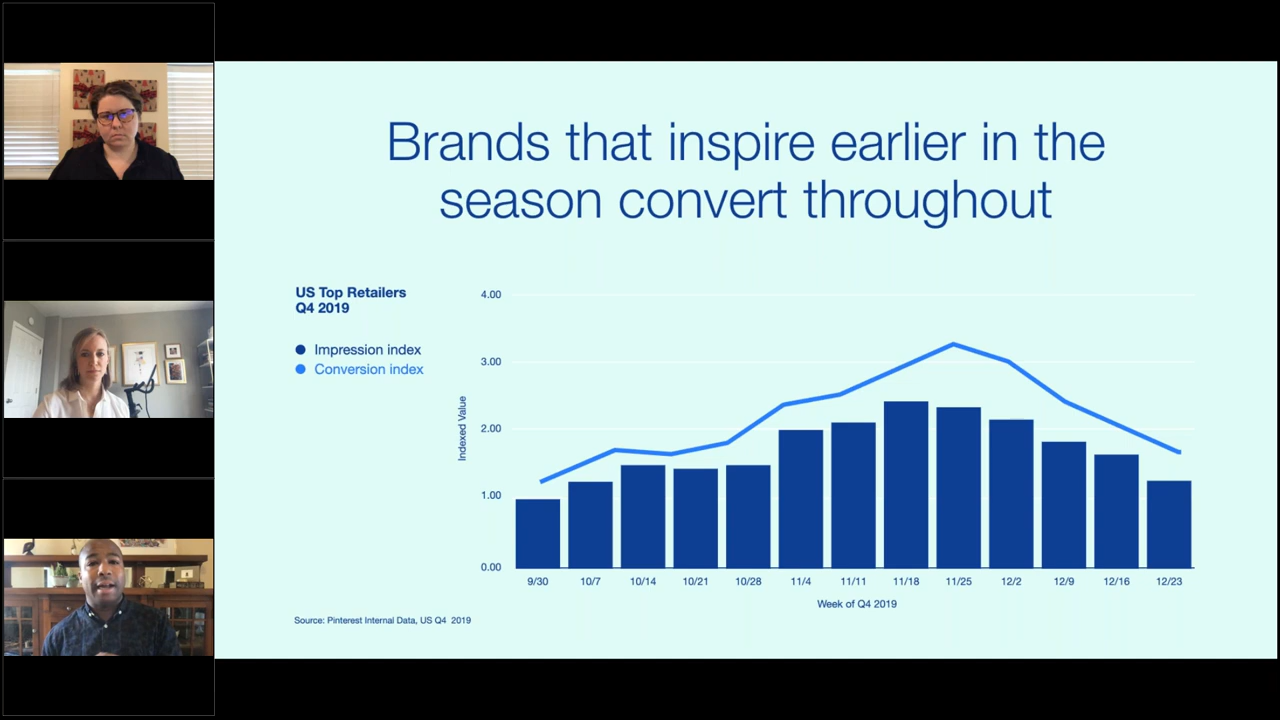 Brands that inspire earlier in the
season convert throughout
US Top Retailers
Q4 2019
Impression index
Conversion index
Indexed Value
4.00
3.00
2.00
1.00
0.00
9/30 10/7 10/14 10/21 10/28 11/4 11/11 11/18 11/25 12/2 12/9 12/16 12/23
Week of Q4 2019
Source: Pinterest Internal Data, US Q4 2019